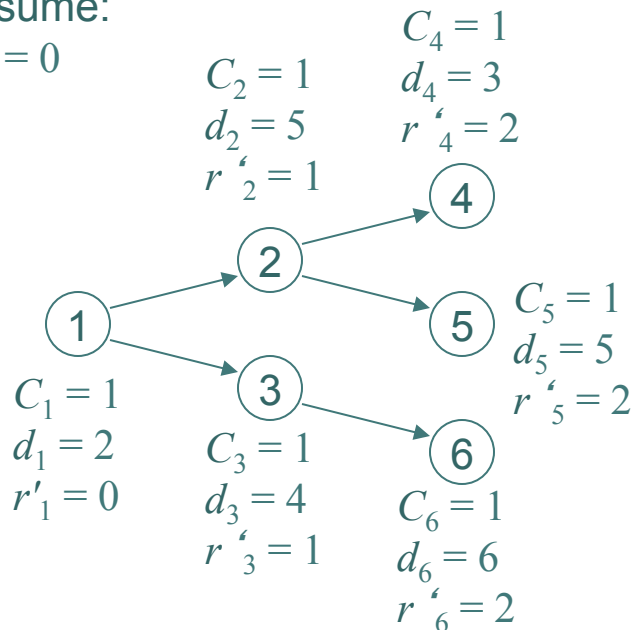 sume:
= 0
C₂ = 1
d₂ = 5
r ‘₂ = 1
C₄ = 1
d₄ = 3
r ‘₄ = 2
4
2
1
5
3
6
C₁ = 1
d₁ = 2
r'₁ = 0
C₃ = 1
d₃ = 4
r ‘₃ = 1
C₅ = 1
d₅ = 5
r ‘₅ = 2
C₆ = 1
d₆ = 6
r ‘₆ = 2